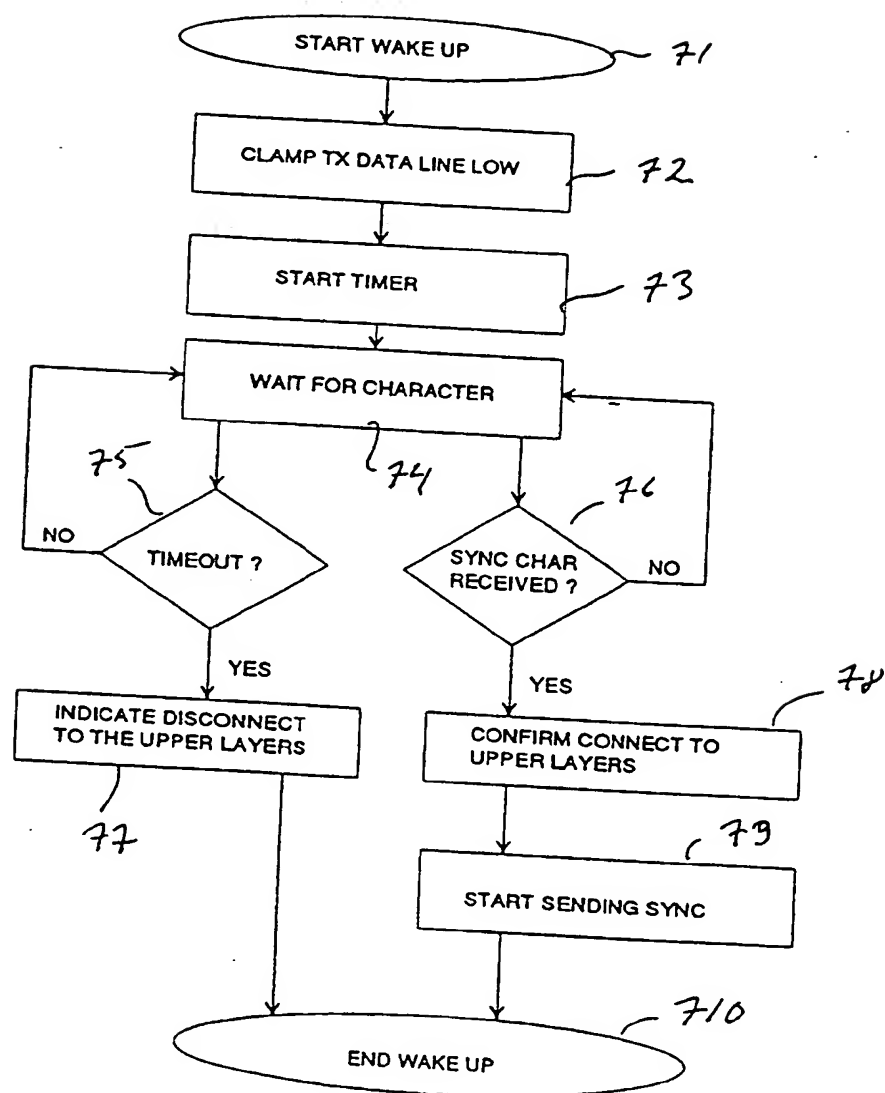 START WAKE UP
71
CLAMP TX DATA LINE LOW
72
START TIMER
73
WAIT FOR CHARACTER
74
75
76
NO
TIMEOUT ?
SYNC CHAR
RECEIVED ?
NO
YES
YES
78
INDICATE DISCONNECT
TO THE UPPER LAYERS
CONFIRM CONNECT TO
UPPER LAYERS
77
79
START SENDING SYNC
710
END WAKE UP